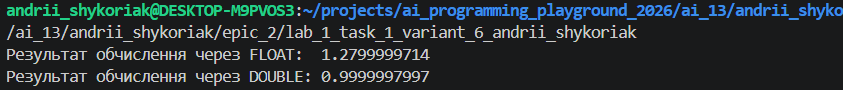 andrii_shykoriak@DESKTOP-M9PVOS3:~/projects/ai_programming_playground_2026/ai_13/andrii_shyko
/ai_13/andrii_shykoriak/epic_2/lab_1_task_1_variant_6_andrii_shykoriak
Результат обчислення через FLOAT:  1.2799999714
Результат обчислення через DOUBLE: 0.9999999997